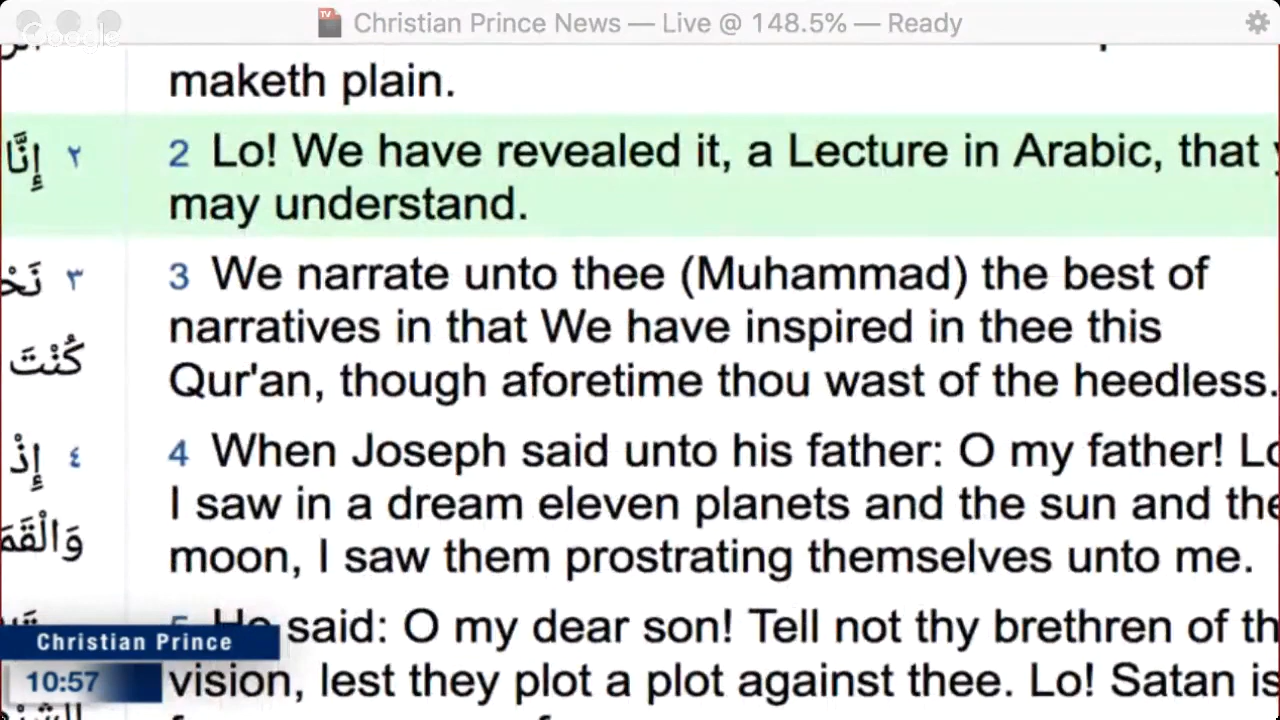 Christian Prince News — Live @ 148.5% — Ready
Google
maketh plain.
إِنَّا ٢ 2 Lo! We have revealed it, a Lecture in Arabic, that
may understand.
٣ 3 We narrate unto thee (Muhammad) the best of
narratives in that We have inspired in thee this
كُنْتَ Qur'an, though aforetime thou wast of the heedless.
إِذْ ٤ 4 When Joseph said unto his father: O my father!
I saw in a dream eleven planets and the sun and the
moon, I saw them prostrating themselves unto me.
said: O my dear son! Tell not thy brethren of
Christian Prince
vision, lest they plot a plot against thee. Lo! Satan is
10:57